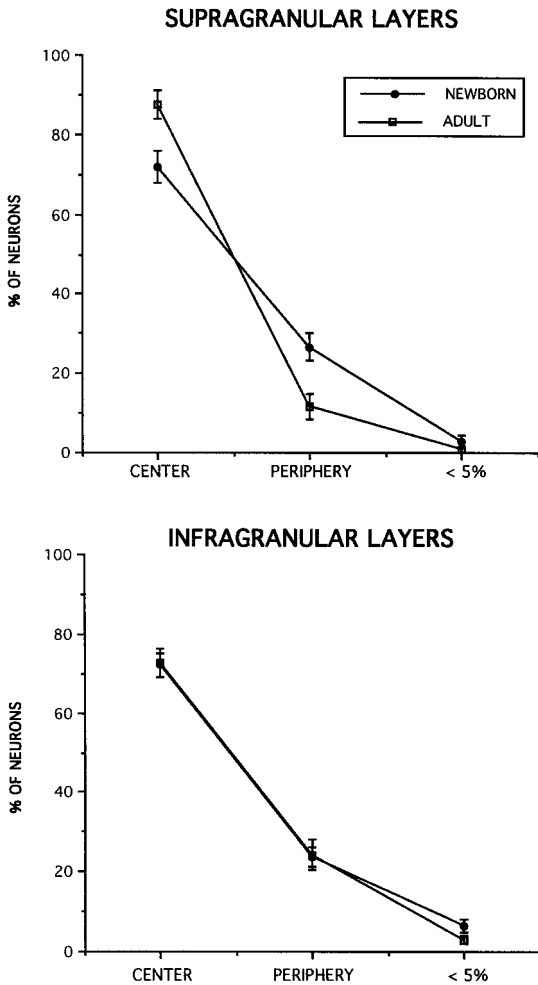 SUPRAGRANULAR LAYERS
100
80
60
40
20
0
% OF NEURONS
NEWBORN
ADULT
CENTER PERIPHERY < 5%
INFRAGRANULAR LAYERS
100
80
60
40
20
0
% OF NEURONS
CENTER PERIPHERY < 5%